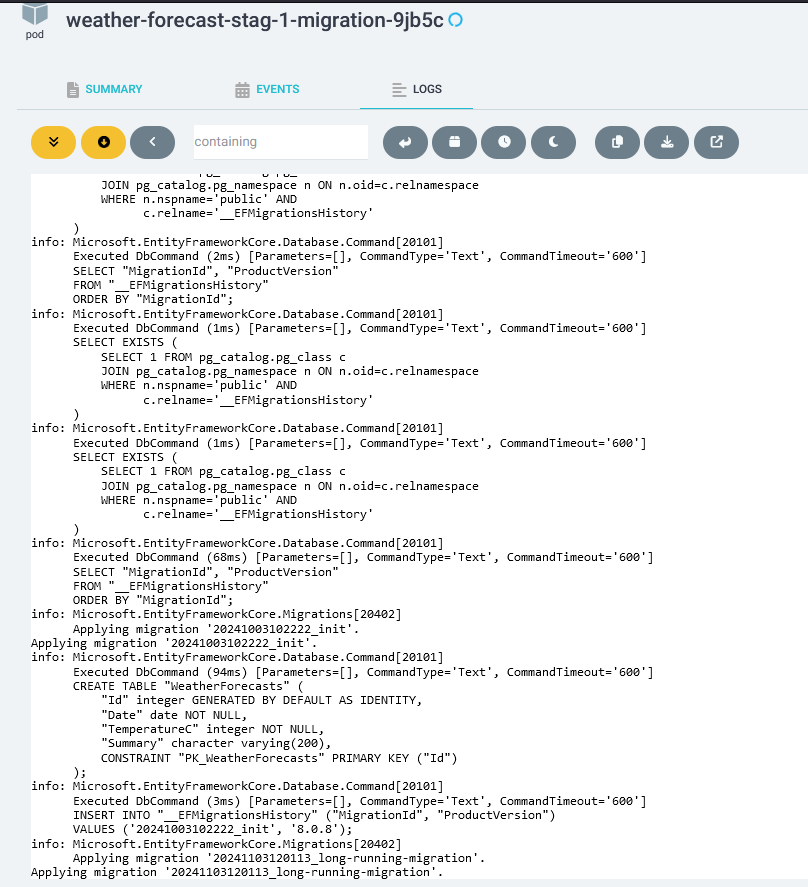 weather-forecast-stag-1-migration-9jb5c
pod
SUMMARY
EVENTS
LOGS
containing
JOIN pg_catalog.pg_namespace n ON n.oid=c.relnamespace
WHERE n.nspname='public' AND
c.relname='__EFMigrationsHistory'
)
info: Microsoft.EntityFrameworkCore.Database.Command[20101]
Executed DbCommand (2ms) [Parameters=[], CommandType='Text', CommandTimeout='600']
SELECT "MigrationId", "ProductVersion"
FROM "__EFMigrationsHistory"
ORDER BY "MigrationId";
info: Microsoft.EntityFrameworkCore.Database.Command[20101]
Executed DbCommand (1ms) [Parameters=[], CommandType='Text', CommandTimeout='600']
SELECT EXISTS (
SELECT 1 FROM pg_catalog.pg_class c
JOIN pg_catalog.pg_namespace n ON n.oid=c.relnamespace
WHERE n.nspname='public' AND
c.relname='__EFMigrationsHistory'
)
info: Microsoft.EntityFrameworkCore.Database.Command[20101]
Executed DbCommand (1ms) [Parameters=[], CommandType='Text', CommandTimeout='600']
SELECT EXISTS (
SELECT 1 FROM pg_catalog.pg_class c
JOIN pg_catalog.pg_namespace n ON n.oid=c.relnamespace
WHERE n.nspname='public' AND
c.relname='__EFMigrationsHistory'
)
info: Microsoft.EntityFrameworkCore.Database.Command[20101]
Executed DbCommand (68ms) [Parameters=[], CommandType='Text', CommandTimeout='600']
SELECT "MigrationId", "ProductVersion"
FROM "__EFMigrationsHistory"
ORDER BY "MigrationId";
info: Microsoft.EntityFrameworkCore.Migrations[20402]
Applying migration '20241003102222_init'.
Applying migration '20241003102222_init'.
info: Microsoft.EntityFrameworkCore.Database.Command[20101]
Executed DbCommand (94ms) [Parameters=[], CommandType='Text', CommandTimeout='600']
CREATE TABLE "WeatherForecasts" (
"Id" integer GENERATED BY DEFAULT AS IDENTITY,
"Date" date NOT NULL,
"TemperatureC" integer NOT NULL,
"Summary" character varying(200),
CONSTRAINT "PK_WeatherForecasts" PRIMARY KEY ("Id")
);
info: Microsoft.EntityFrameworkCore.Database.Command[20101]
Executed DbCommand (3ms) [Parameters=[], CommandType='Text', CommandTimeout='600']
INSERT INTO "__EFMigrationsHistory" ("MigrationId", "ProductVersion")
VALUES ('20241003102222_init', '8.0.8');
info: Microsoft.EntityFrameworkCore.Migrations[20402]
Applying migration '20241103120113_long-running-migration'.
Applying migration '20241103120113_long-running-migration'.